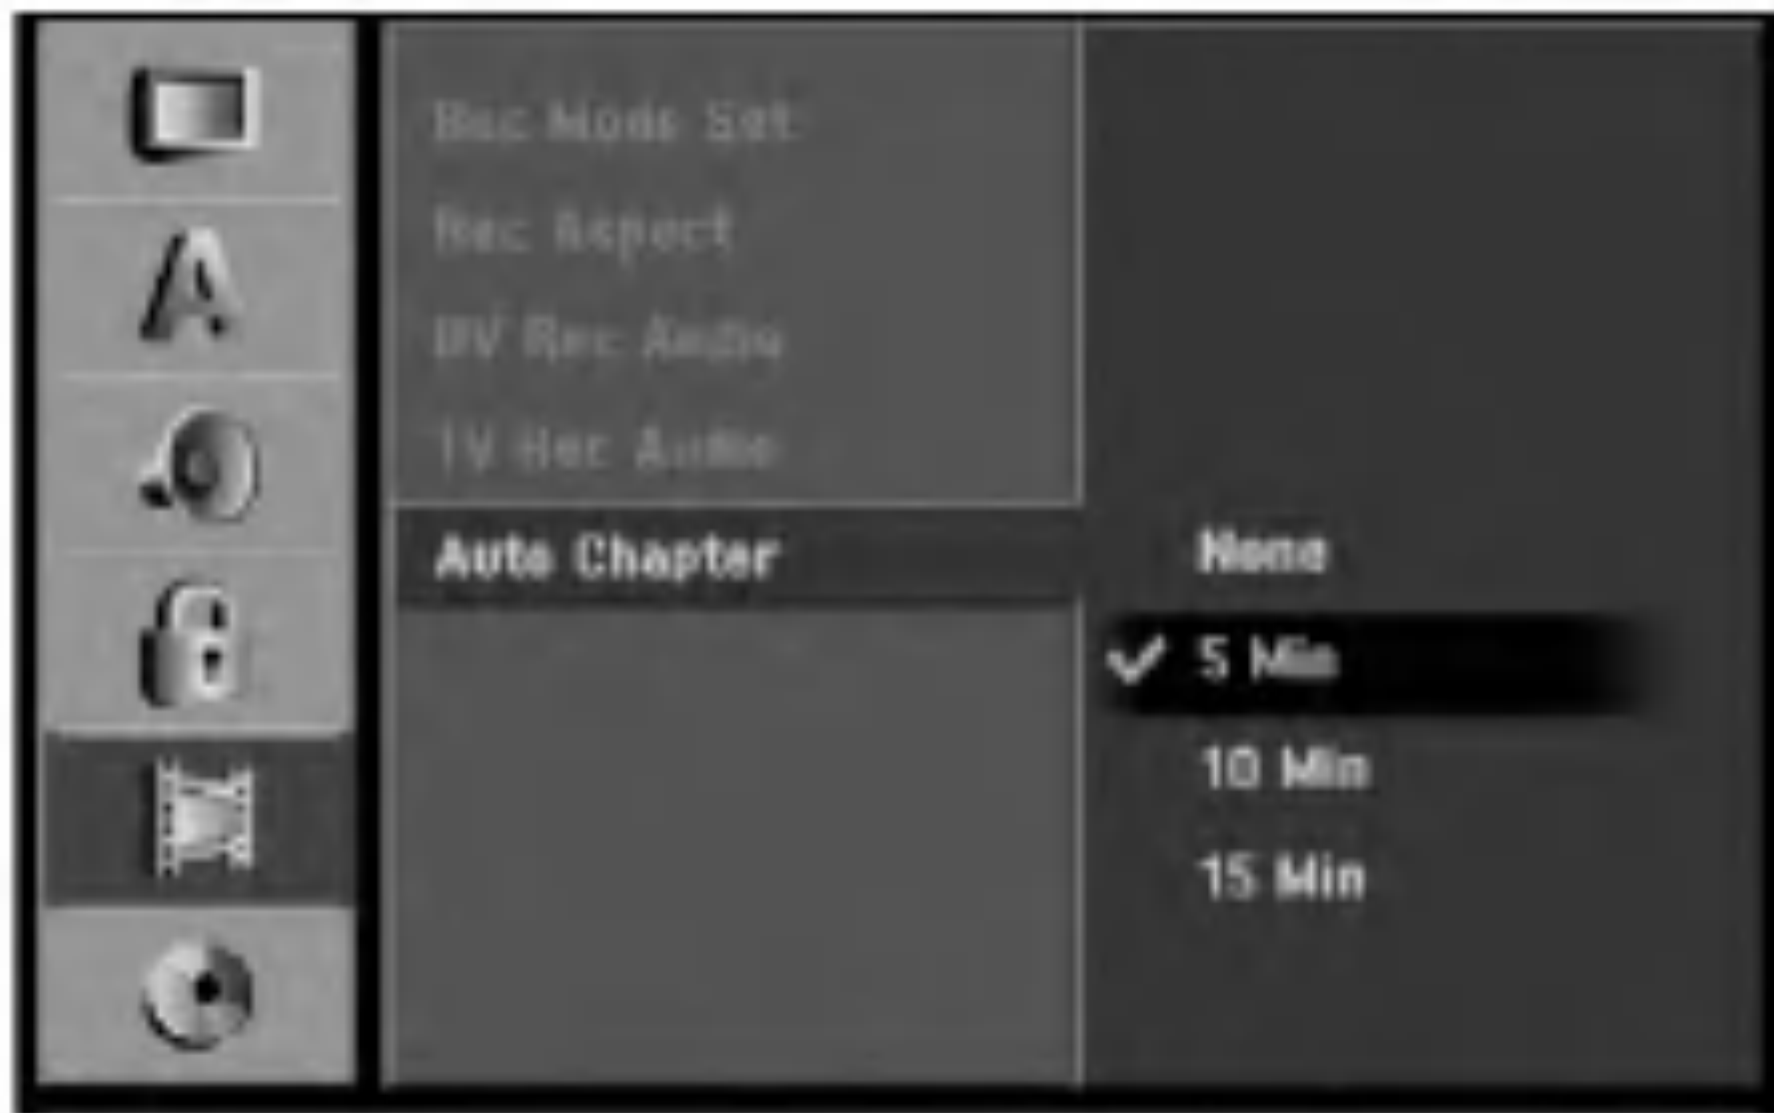 Rec Mode Set
Rec Aspect
DV Rec Audio
TV Rec Audio
Auto Chapter
None
5 Min
10 Min
15 Min